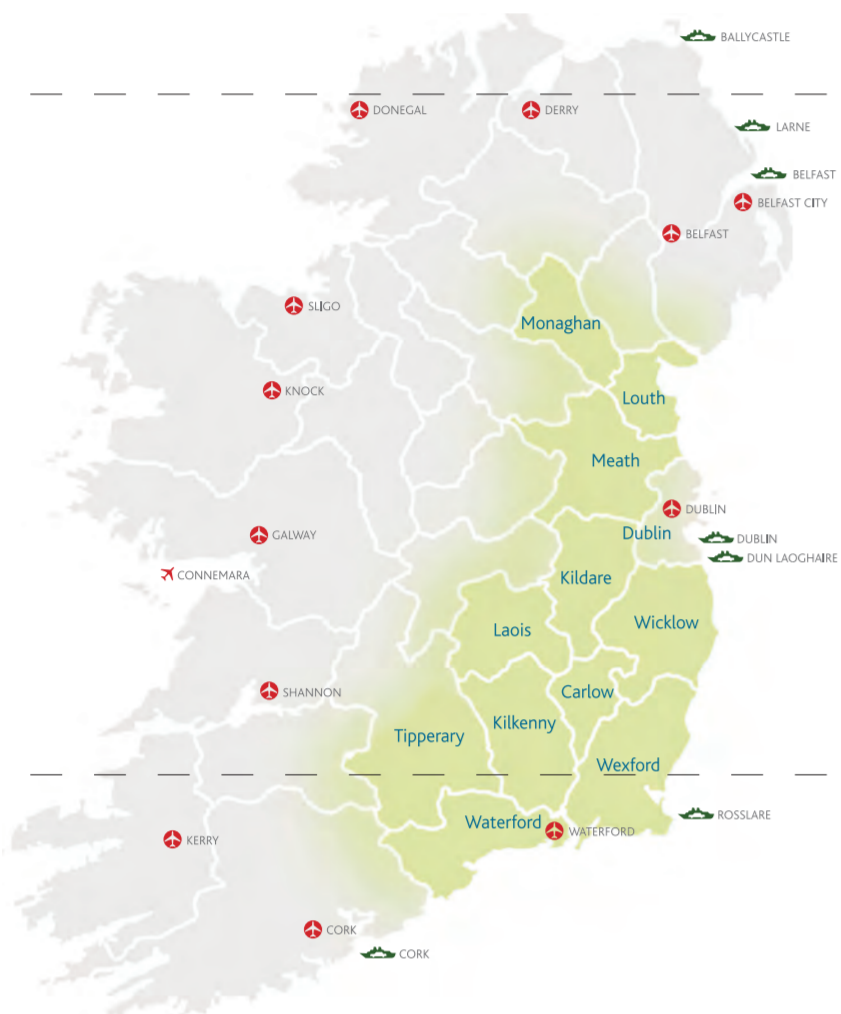 BALLYCASTLE
DONEGAL
DERRY
LARNE
BELFAST
BELFAST CITY
BELFAST
SLIGO
Monaghan
KNOCK
Louth
Meath
DUBLIN
Dublin
GALWAY
DUBLIN
DUN LAOGHAIRE
CONNEMARA
Kildare
Laois
Wicklow
SHANNON
Carlow
Kilkenny
Tipperary
Wexford
ROSSLARE
Waterford
WATERFORD
KERRY
CORK
CORK